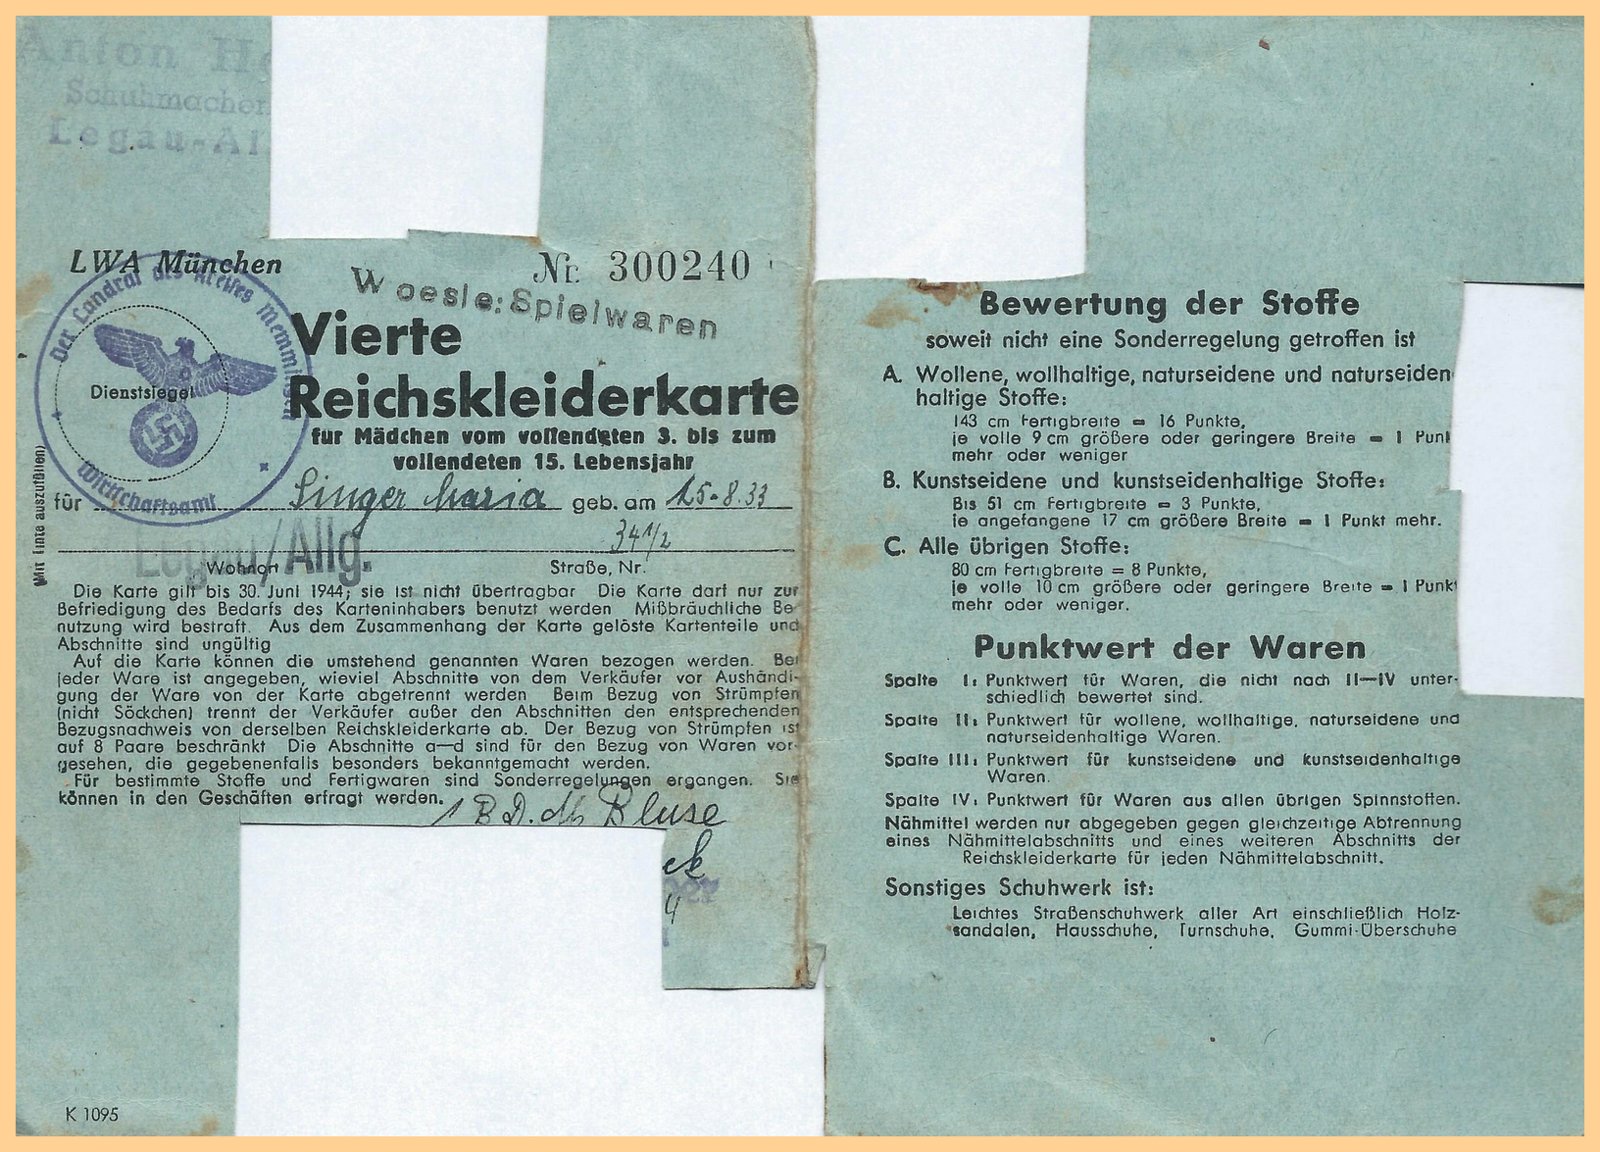 Anton
Schuhmacher
Legau-Al
LWA München
Nr. 300240
Woesle: Spielwaren
Der Landrat des Kreises Memmingen
Dienstsiegel
Wirtschaftsamt
Vierte
Reichskleiderkarte
für Mädchen vom vollendeten 3. bis zum
vollendeten 15. Lebensjahr
(Mit Tinte auszufüllen)
für Singer Maria geb. am 15.8.33
34 1/2
Legau/Allg.
Wohnort Straße, Nr.
Die Karte gilt bis 30. Juni 1944; sie ist nicht übertragbar Die Karte darf nur zur
Befriedigung des Bedarfs des Karteninhabers benutzt werden Mißbräuchliche Be-
nutzung wird bestraft. Aus dem Zusammenhang der Karte gelöste Kartenteile und
Abschnitte sind ungültig
Auf die Karte können die umstehend genannten Waren bezogen werden. Bei
jeder Ware ist angegeben, wieviel Abschnitte von dem Verkäufer vor Aushändi-
gung der Ware von der Karte abgetrennt werden Beim Bezug von Strümpfen
(nicht Söckchen) trennt der Verkäufer außer den Abschnitten den entsprechenden
Bezugsnachweis von derselben Reichskleiderkarte ab. Der Bezug von Strümpfen ist
auf 8 Paare beschränkt Die Abschnitte a—d sind für den Bezug von Waren vor-
gesehen, die gegebenenfalls besonders bekanntgemacht werden.
Für bestimmte Stoffe und Fertigwaren sind Sonderregelungen ergangen. Sie
können in den Geschäften erfragt werden.
1 B.D. Bluse
ck
4
K 1095
Bewertung der Stoffe
soweit nicht eine Sonderregelung getroffen ist
A. Wollene, wollhaltige, naturseidene und naturseiden
haltige Stoffe:
143 cm Fertigbreite = 16 Punkte,
je volle 9 cm größere oder geringere Breite = 1 Punkt
mehr oder weniger
B. Kunstseidene und kunstseidenhaltige Stoffe:
Bis 51 cm Fertigbreite = 3 Punkte,
je angefangene 17 cm größere Breite = 1 Punkt mehr.
C. Alle übrigen Stoffe:
80 cm Fertigbreite = 8 Punkte,
je volle 10 cm größere oder geringere Breite = 1 Punkt
mehr oder weniger.
Punktwert der Waren
Spalte I: Punktwert für Waren, die nicht nach II—IV unter-
schiedlich bewertet sind.
Spalte II: Punktwert für wollene, wollhaltige, naturseidene und
naturseidenhaltige Waren.
Spalte III: Punktwert für kunstseidene und kunstseidenhaltige
Waren.
Spalte IV: Punktwert für Waren aus allen übrigen Spinnstoffen.
Nähmittel werden nur abgegeben gegen gleichzeitige Abtrennung
eines Nähmittelabschnitts und eines weiteren Abschnitts der
Reichskleiderkarte für jeden Nähmittelabschnitt.
Sonstiges Schuhwerk ist:
Leichtes Straßenschuhwerk aller Art einschließlich Holz-
sandalen, Hausschuhe, Turnschuhe, Gummi-Überschuhe